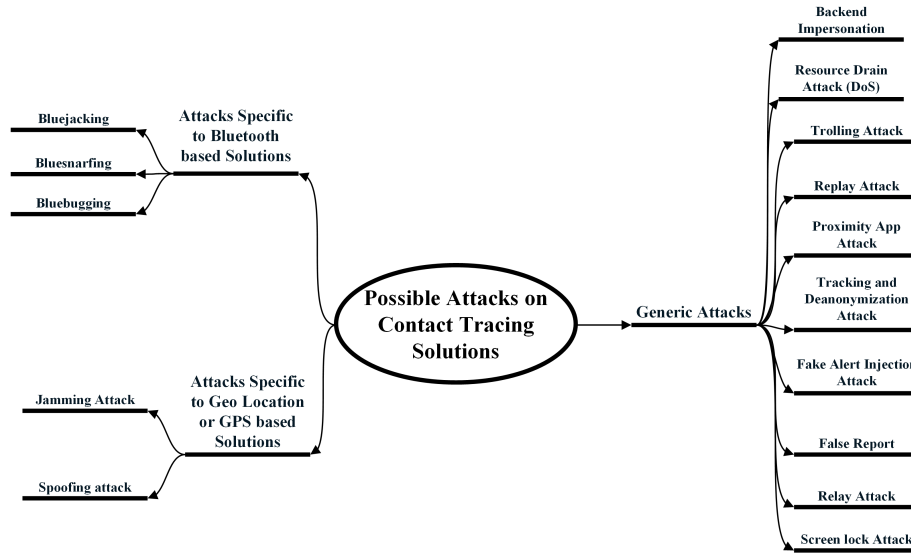 Possible Attacks on
Contact Tracing
Solutions
Attacks Specific
to Bluetooth
based Solutions
Bluejacking
Bluesnarfing
Bluebugging
Attacks Specific
to Geo Location
or GPS based
Solutions
Jamming Attack
Spoofing attack
Generic Attacks
Backend
Impersonation
Resource Drain
Attack (DoS)
Trolling Attack
Replay Attack
Proximity App
Attack
Tracking and
Deanonymization
Attack
Fake Alert Injection
Attack
False Report
Relay Attack
Screen lock Attack